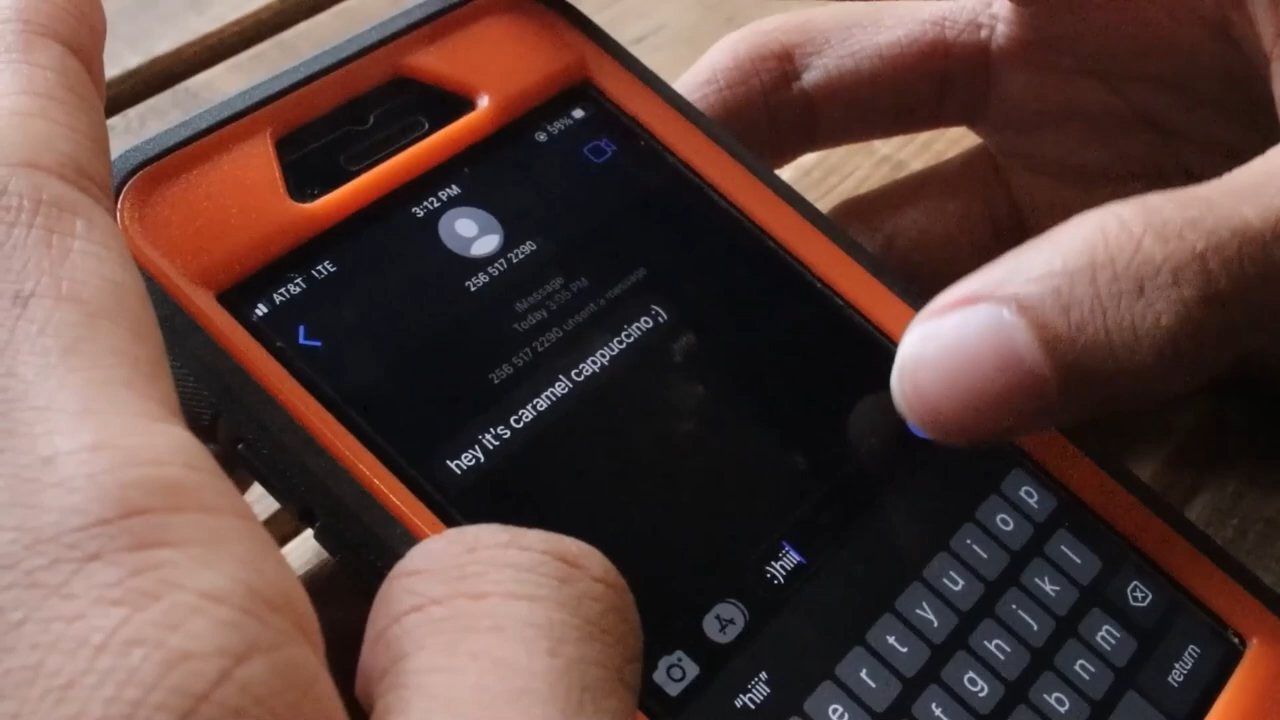 AT&T LTE
3:12 PM
59%
256 517 2290
iMessage
Today 3:05 PM
256 517 2290 unsent a message
hey it's caramel cappuccino ;)
:)hiii
"hiii"
e r t y u i o p
f g h j k l
b n m
return